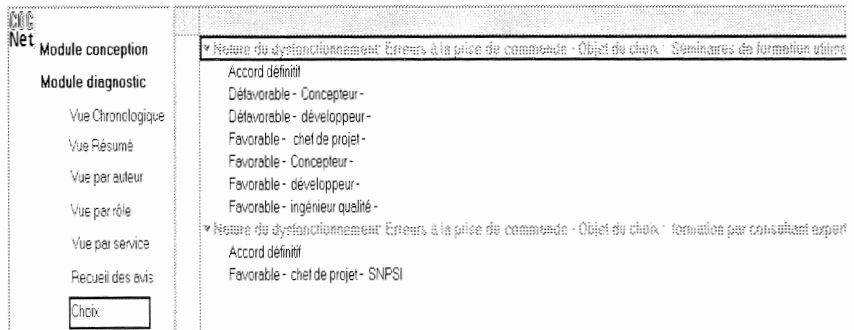 CDC
Net
Module conception
Module diagnostic
Vue Chronologique
Vue Résumé
Vue par auteur
Vue par rôle
Vue par service
Recueil des avis
Choix
Nature du dysfonctionnement: Erreurs à la prise de commande - Objet du choix : Séminaires de formation utilisa
Accord définitif
Défavorable - Concepteur -
Défavorable - développeur -
Favorable - chef de projet -
Favorable - Concepteur -
Favorable - développeur -
Favorable - ingénieur qualité -
Nature du dysfonctionnement: Erreurs à la prise de commande - Objet du choix : formation par consultant expert
Accord définitif
Favorable - chef de projet - SNPSI